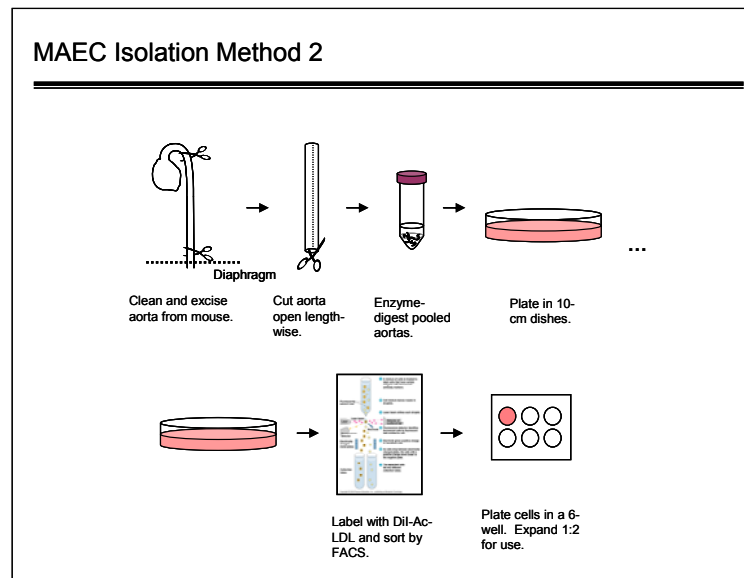 MAEC Isolation Method 2
Diaphragm
Clean and excise
aorta from mouse.
Cut aorta
open length-
wise.
Enzyme-
digest pooled
aortas.
Plate in 10-
cm dishes.
...
Label with DiI-Ac-
LDL and sort by
FACS.
Plate cells in a 6-
well. Expand 1:2
for use.